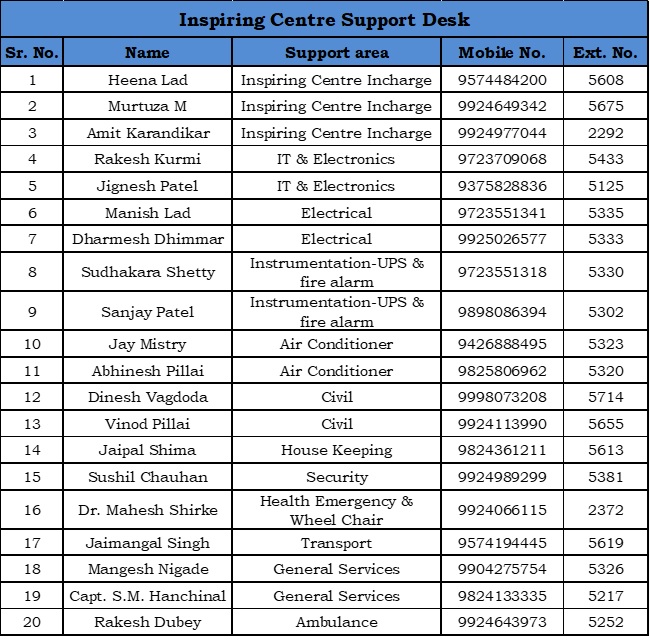 Inspiring Centre Support Desk
Sr. No. Name Support area Mobile No. Ext. No.
1 Heena Lad Inspiring Centre Incharge 9574484200 5608
2 Murtuza M Inspiring Centre Incharge 9924649342 5675
3 Amit Karandikar Inspiring Centre Incharge 9924977044 2292
4 Rakesh Kurmi IT & Electronics 9723709068 5433
5 Jignesh Patel IT & Electronics 9375828836 5125
6 Manish Lad Electrical 9723551341 5335
7 Dharmesh Dhimmar Electrical 9925026577 5333
8 Sudhakara Shetty Instrumentation-UPS & fire alarm 9723551318 5330
9 Sanjay Patel Instrumentation-UPS & fire alarm 9898086394 5302
10 Jay Mistry Air Conditioner 9426888495 5323
11 Abhinesh Pillai Air Conditioner 9825806962 5320
12 Dinesh Vagdoda Civil 9998073208 5714
13 Vinod Pillai Civil 9924113990 5655
14 Jaipal Shima House Keeping 9824361211 5613
15 Sushil Chauhan Security 9924989299 5381
16 Dr. Mahesh Shirke Health Emergency & Wheel Chair 9924066115 2372
17 Jaimangal Singh Transport 9574194445 5619
18 Mangesh Nigade General Services 9904275754 5326
19 Capt. S.M. Hanchinal General Services 9824133335 5217
20 Rakesh Dubey Ambulance 9924643973 5252